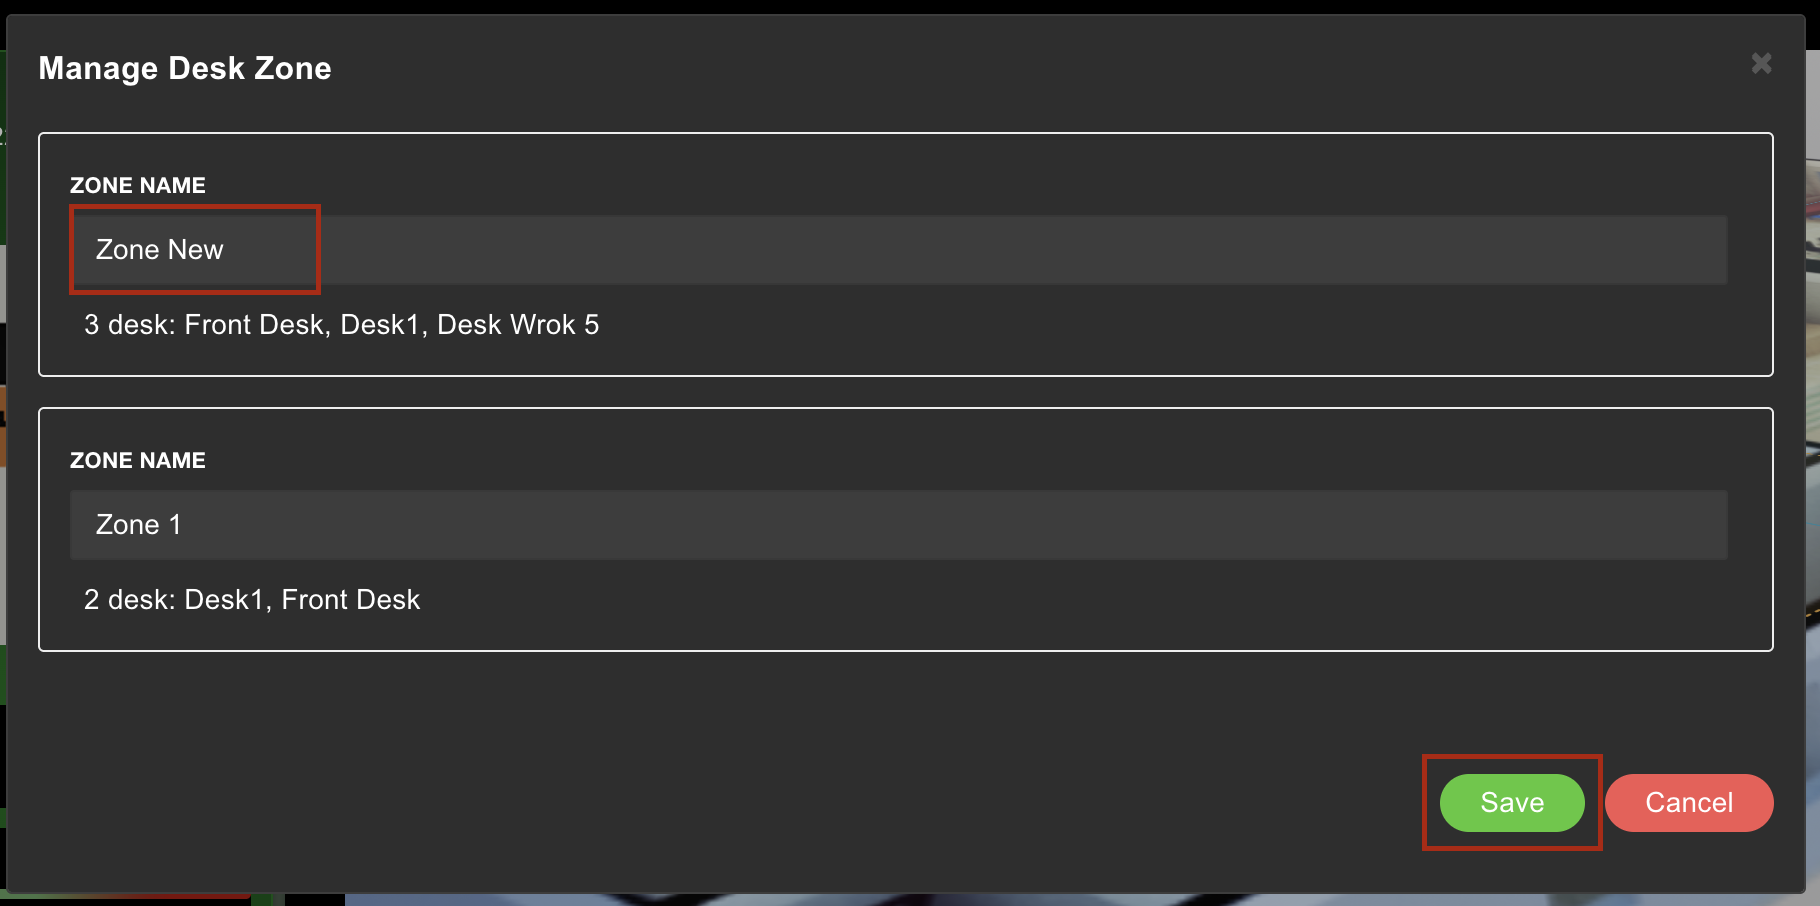 Manage Desk Zone
ZONE NAME
Zone New
3 desk: Front Desk, Desk1, Desk Wrok 5
ZONE NAME
Zone 1
2 desk: Desk1, Front Desk
Save
Cancel